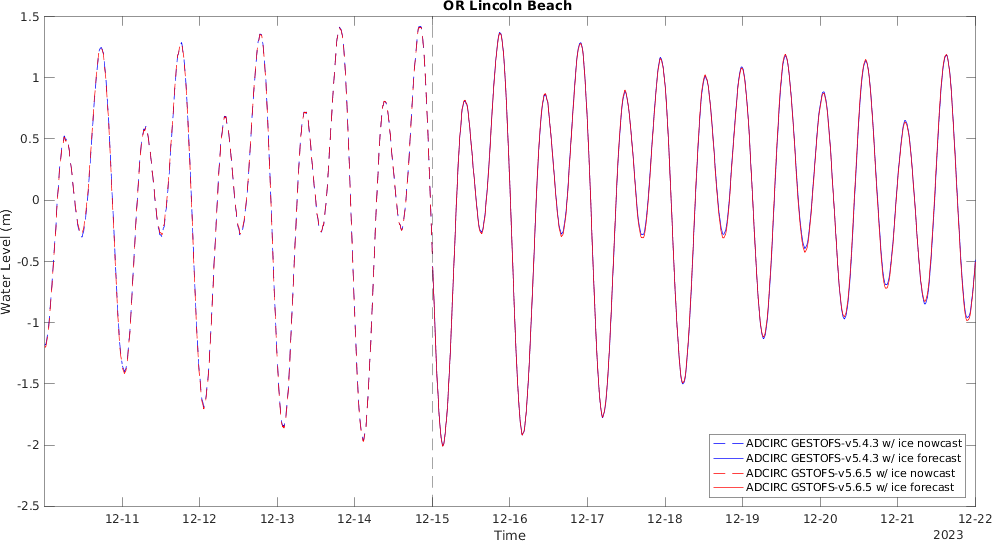 OR Lincoln Beach
1.5
1
0.5
0
-0.5
-1
-1.5
-2
-2.5
Water Level (m)
12-11 12-12 12-13 12-14 12-15 12-16 12-17 12-18 12-19 12-20 12-21 12-22
Time
2023
ADCIRC GESTOFS-v5.4.3 w/ ice nowcast
ADCIRC GESTOFS-v5.4.3 w/ ice forecast
ADCIRC GSTOFS-v5.6.5 w/ ice nowcast
ADCIRC GSTOFS-v5.6.5 w/ ice forecast